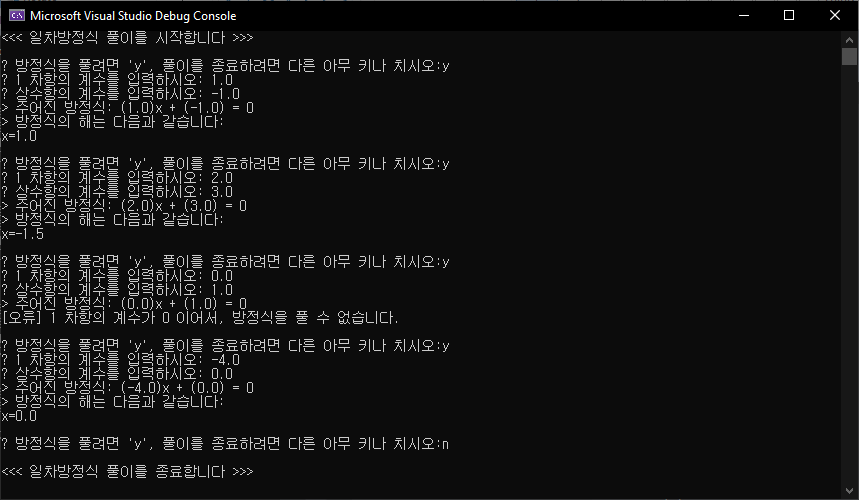 Microsoft Visual Studio Debug Console
<<< 일차방정식 풀이를 시작합니다 >>>
? 방정식을 풀려면 'y', 풀이를 종료하려면 다른 아무 키나 치시오:y
? 1 차항의 계수를 입력하시오: 1.0
? 상수항의 계수를 입력하시오: -1.0
> 주어진 방정식: (1.0)x + (-1.0) = 0
> 방정식의 해는 다음과 같습니다:
x=1.0
? 방정식을 풀려면 'y', 풀이를 종료하려면 다른 아무 키나 치시오:y
? 1 차항의 계수를 입력하시오: 2.0
? 상수항의 계수를 입력하시오: 3.0
> 주어진 방정식: (2.0)x + (3.0) = 0
> 방정식의 해는 다음과 같습니다:
x=-1.5
? 방정식을 풀려면 'y', 풀이를 종료하려면 다른 아무 키나 치시오:y
? 1 차항의 계수를 입력하시오: 0.0
? 상수항의 계수를 입력하시오: 1.0
> 주어진 방정식: (0.0)x + (1.0) = 0
[오류] 1 차항의 계수가 0 이어서, 방정식을 풀 수 없습니다.
? 방정식을 풀려면 'y', 풀이를 종료하려면 다른 아무 키나 치시오:y
? 1 차항의 계수를 입력하시오: -4.0
? 상수항의 계수를 입력하시오: 0.0
> 주어진 방정식: (-4.0)x + (0.0) = 0
> 방정식의 해는 다음과 같습니다:
x=0.0
? 방정식을 풀려면 'y', 풀이를 종료하려면 다른 아무 키나 치시오:n
<<< 일차방정식 풀이를 종료합니다 >>>